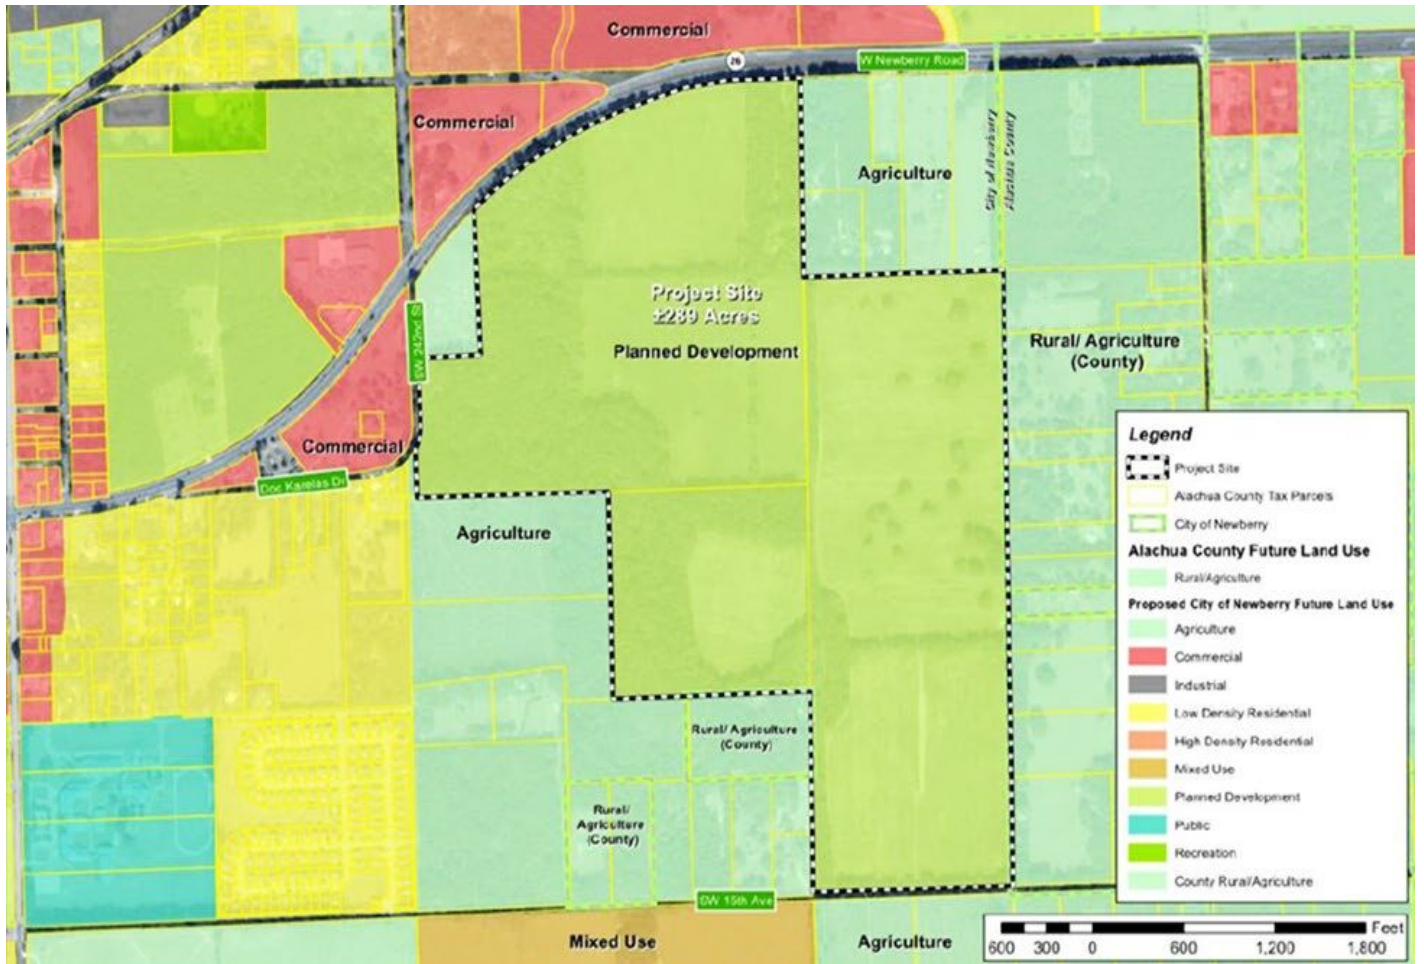 Commercial
26
W Newberry Road
Commercial
Agriculture
City of Newberry
Alachua County
Project Site
±289 Acres
Planned Development
SW 242nd St
Rural/ Agriculture
(County)
Commercial
Doc Karelas Dr
Agriculture
Rural/ Agriculture
(County)
Rural/
Agriculture
(County)
SW 15th Ave
Mixed Use
Agriculture
Legend
Project Site
Alachua County Tax Parcels
City of Newberry
Alachua County Future Land Use
Rural/Agriculture
Proposed City of Newberry Future Land Use
Agriculture
Commercial
Industrial
Low Density Residential
High Density Residential
Mixed Use
Planned Development
Public
Recreation
County Rural/Agriculture
Feet
600 300 0 600 1,200 1,800